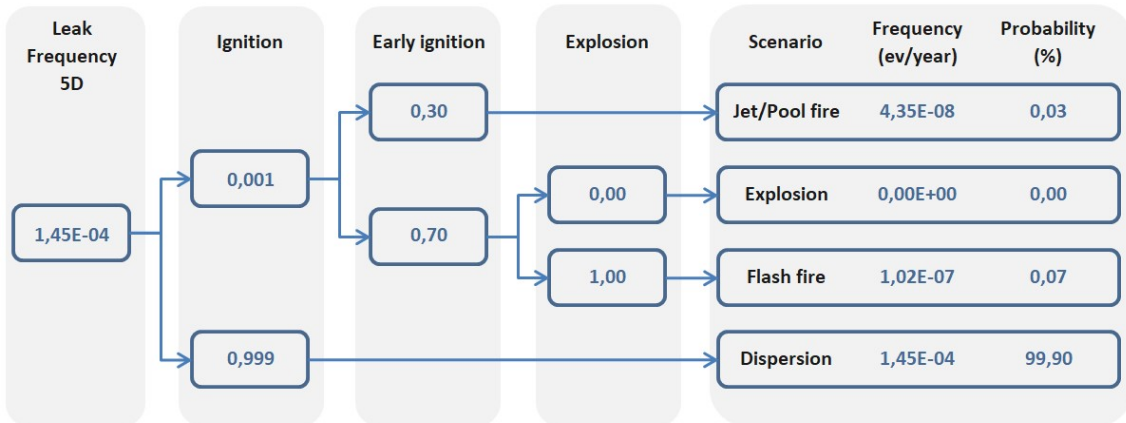 Leak
Frequency
5D
Ignition
Early ignition
Explosion
Scenario
Frequency
(ev/year)
Probability
(%)
0,30
Jet/Pool fire
4,35E-08
0,03
0,001
0,00
Explosion
0,00E+00
0,00
1,45E-04
0,70
1,00
Flash fire
1,02E-07
0,07
0,999
Dispersion
1,45E-04
99,90